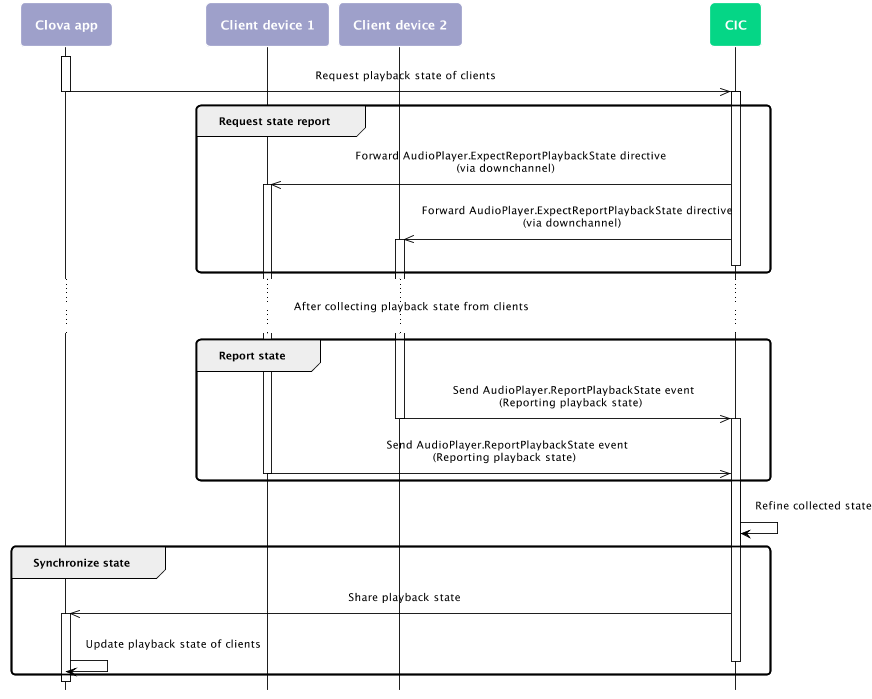 Clova app
Client device 1
Client device 2
CIC
Request playback state of clients
Request state report
Forward AudioPlayer.ExpectReportPlaybackState directive
(via downchannel)
Forward AudioPlayer.ExpectReportPlaybackState directive
(via downchannel)
After collecting playback state from clients
Report state
Send AudioPlayer.ReportPlaybackState event
(Reporting playback state)
Send AudioPlayer.ReportPlaybackState event
(Reporting playback state)
Refine collected state
Synchronize state
Share playback state
Update playback state of clients